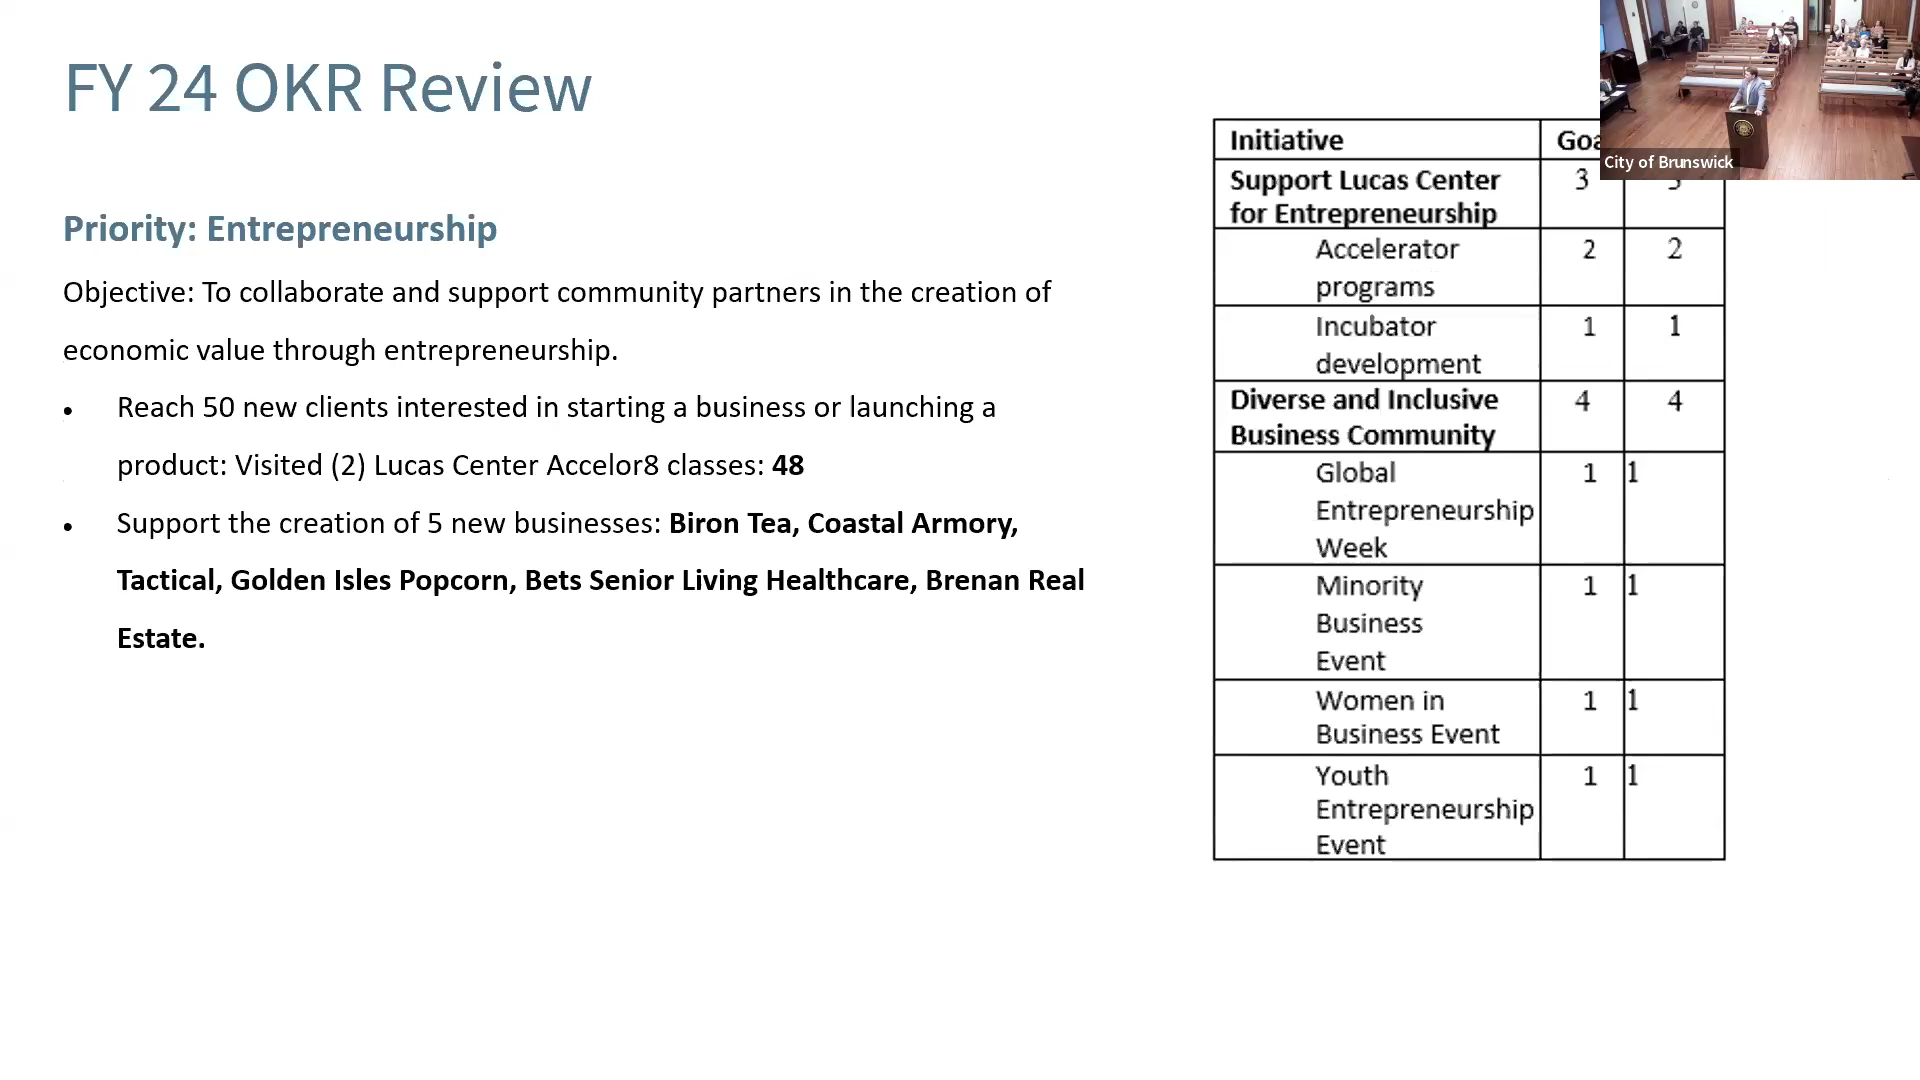 FY 24 OKR Review
Priority: Entrepreneurship
Objective: To collaborate and support community partners in the creation of
economic value through entrepreneurship.
• Reach 50 new clients interested in starting a business or launching a
product: Visited (2) Lucas Center Accelor8 classes: 48
• Support the creation of 5 new businesses: Biron Tea, Coastal Armory,
Tactical, Golden Isles Popcorn, Bets Senior Living Healthcare, Brenan Real
Estate.
Initiative
Support Lucas Center 3
for Entrepreneurship
Accelerator 2 2
programs
Incubator 1 1
development
Diverse and Inclusive 4 4
Business Community
Global 1 1
Entrepreneurship
Week
Minority 1 1
Business
Event
Women in 1 1
Business Event
Youth 1 1
Entrepreneurship
Event
City of Brunswick